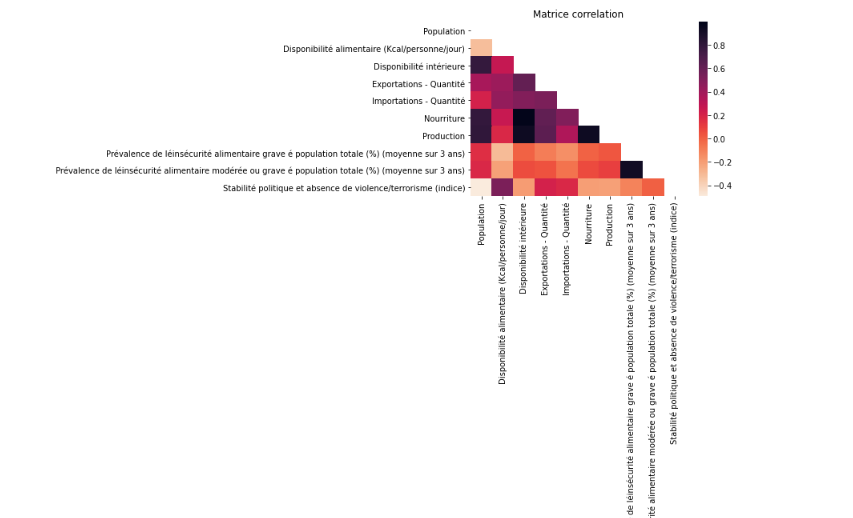 Matrice correlation
Population
Disponibilité alimentaire (Kcal/personne/jour)
Disponibilité intérieure
Exportations - Quantité
Importations - Quantité
Nourriture
Production
Prévalence de léinsécurité alimentaire grave é population totale (%) (moyenne sur 3 ans)
Prévalence de léinsécurité alimentaire modérée ou grave é population totale (%) (moyenne sur 3 ans)
Stabilité politique et absence de violence/terrorisme (indice)
0.8
0.6
0.4
0.2
0.0
−0.2
−0.4
Population
Disponibilité alimentaire (Kcal/personne/jour)
Disponibilité intérieure
Exportations - Quantité
Importations - Quantité
Nourriture
Production
de léinsécurité alimentaire grave é population totale (%) (moyenne sur 3 ans)
rité alimentaire modérée ou grave é population totale (%) (moyenne sur 3 ans)
Stabilité politique et absence de violence/terrorisme (indice)